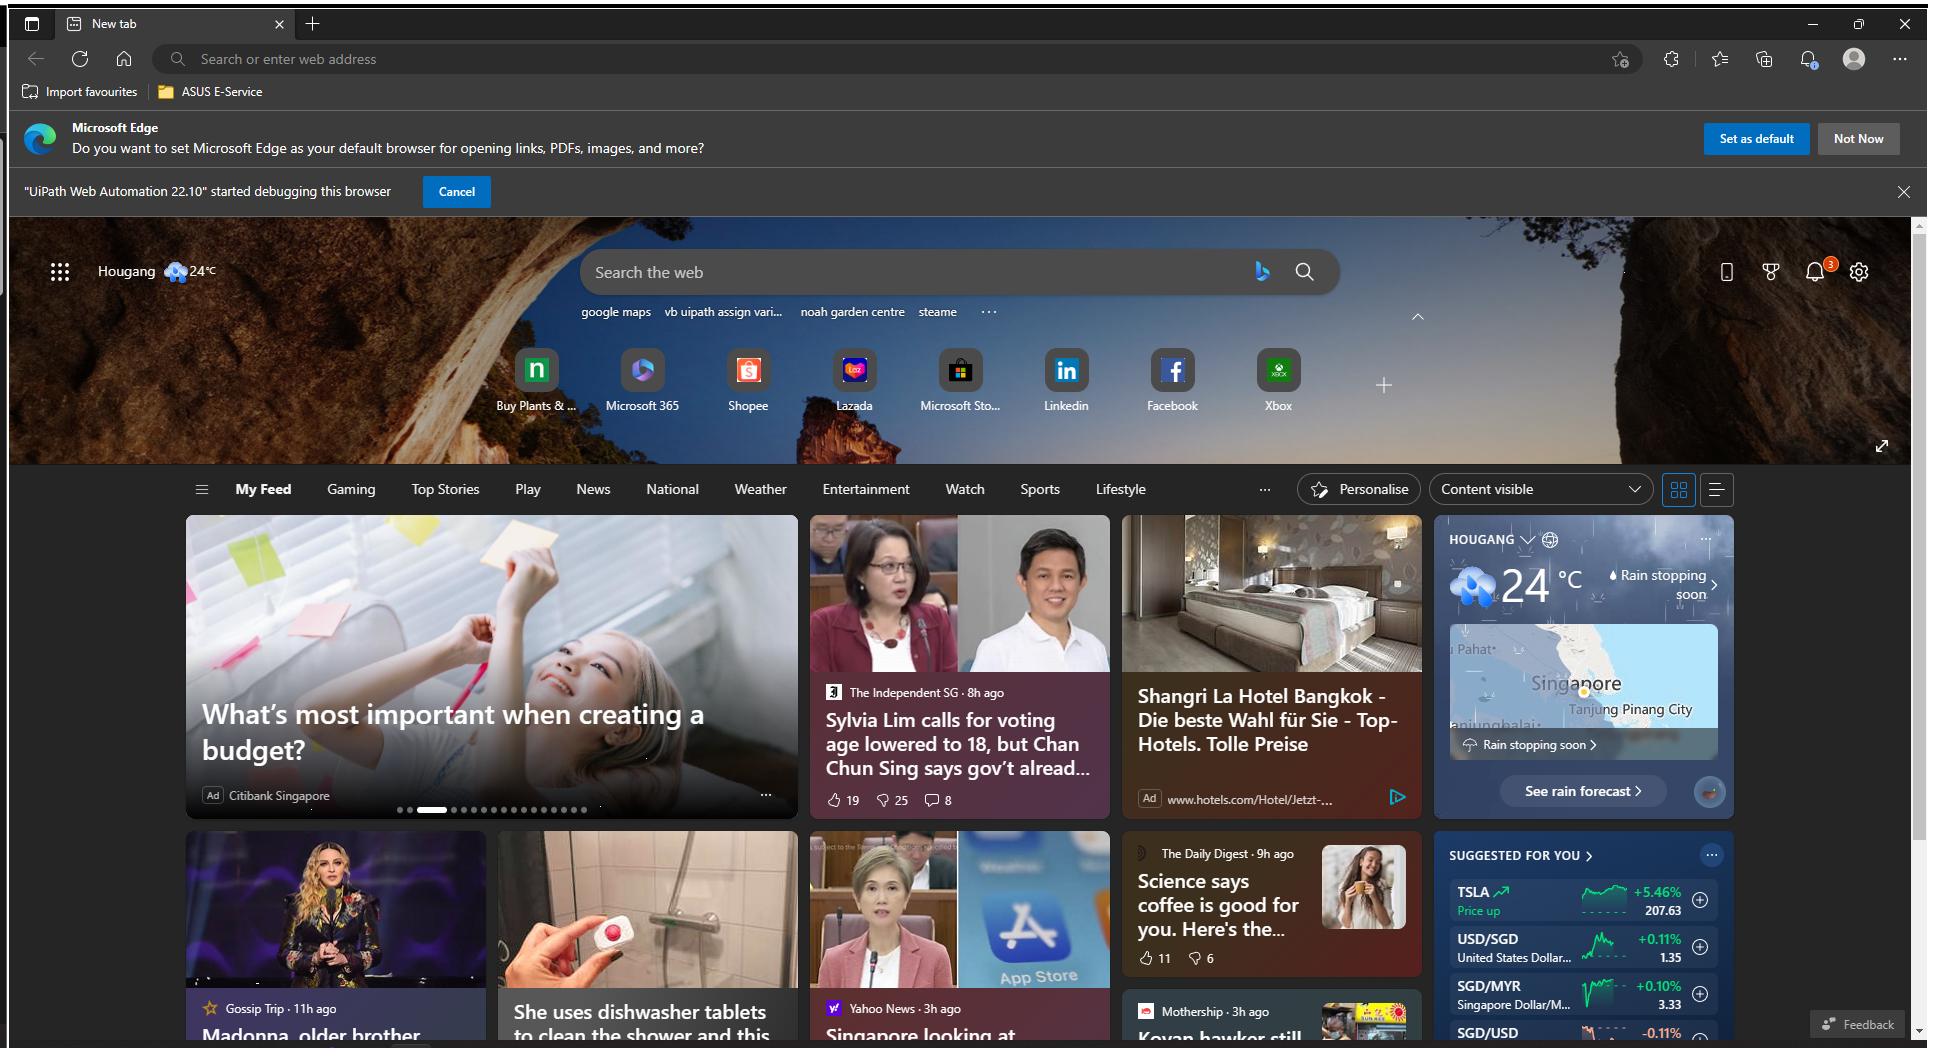 New tab
Search or enter web address
Import favourites
ASUS E-Service
Microsoft Edge
Do you want to set Microsoft Edge as your default browser for opening links, PDFs, images, and more?
Set as default
Not Now
"UiPath Web Automation 22.10" started debugging this browser
Cancel
Hougang
24°C
Search the web
3
google maps
vb uipath assign vari...
noah garden centre
steame
Buy Plants & ...
Microsoft 365
Shopee
Lazada
Microsoft Sto...
Linkedin
Facebook
Xbox
My Feed
Gaming
Top Stories
Play
News
National
Weather
Entertainment
Watch
Sports
Lifestyle
Personalise
Content visible
What's most important when creating a
budget?
Ad
Citibank Singapore
The Independent SG · 8h ago
Sylvia Lim calls for voting
age lowered to 18, but Chan
Chun Sing says gov't alread...
19
25
8
Shangri La Hotel Bangkok -
Die beste Wahl für Sie - Top-
Hotels. Tolle Preise
Ad
www.hotels.com/Hotel/Jetzt-...
HOUGANG
24 °C
Rain stopping
soon
Pahat
Singapore
Tanjung Pinang City
Rain stopping soon
See rain forecast
Gossip Trip · 11h ago
Madonna, older brother
She uses dishwasher tablets
to clean the shower and this
App Store
Yahoo News · 3h ago
Singapore looking at
The Daily Digest · 9h ago
Science says
coffee is good for
you. Here's the...
11
6
Mothership · 3h ago
Kovan hawker still
SUGGESTED FOR YOU
TSLA
+5.46%
Price up
207.63
USD/SGD
+0.11%
United States Dollar...
1.35
SGD/MYR
+0.10%
Singapore Dollar/M...
3.33
SGD/USD
-0.11%
Feedback